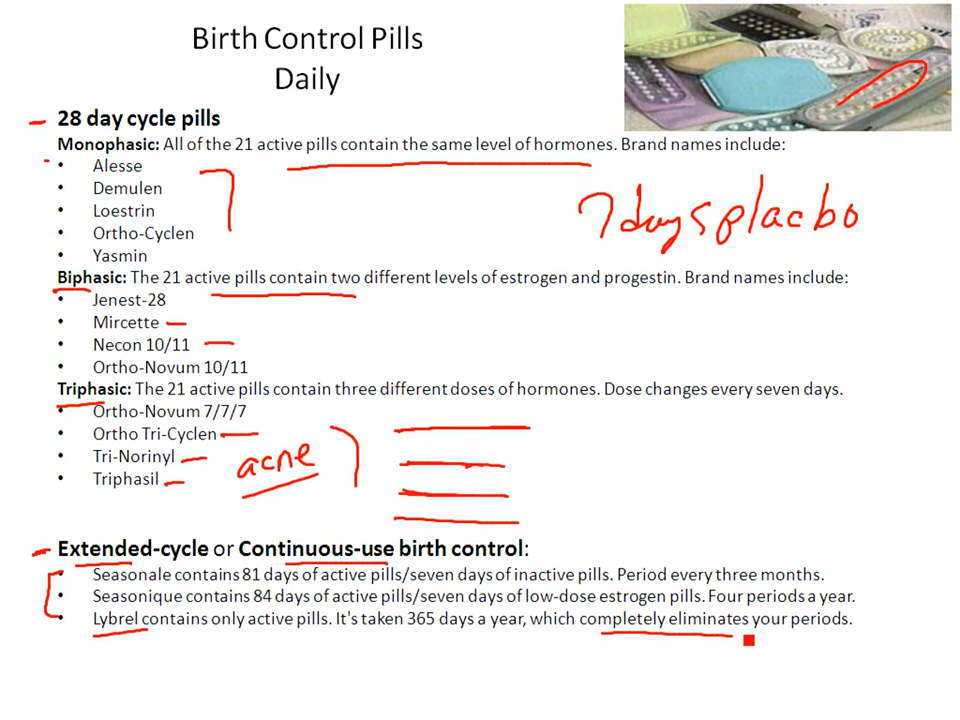 Birth Control Pills
Daily
28 day cycle pills
Monophasic: All of the 21 active pills contain the same level of hormones. Brand names include:
• Alesse
• Demulen
• Loestrin
• Ortho-Cyclen
• Yasmin
7 days placebo
Biphasic: The 21 active pills contain two different levels of estrogen and progestin. Brand names include:
• Jenest-28
• Mircette
• Necon 10/11
• Ortho-Novum 10/11
Triphasic: The 21 active pills contain three different doses of hormones. Dose changes every seven days.
• Ortho-Novum 7/7/7
• Ortho Tri-Cyclen
• Tri-Norinyl
• Triphasil
acne
Extended-cycle or Continuous-use birth control:
• Seasonale contains 81 days of active pills/seven days of inactive pills. Period every three months.
• Seasonique contains 84 days of active pills/seven days of low-dose estrogen pills. Four periods a year.
• Lybrel contains only active pills. It's taken 365 days a year, which completely eliminates your periods.